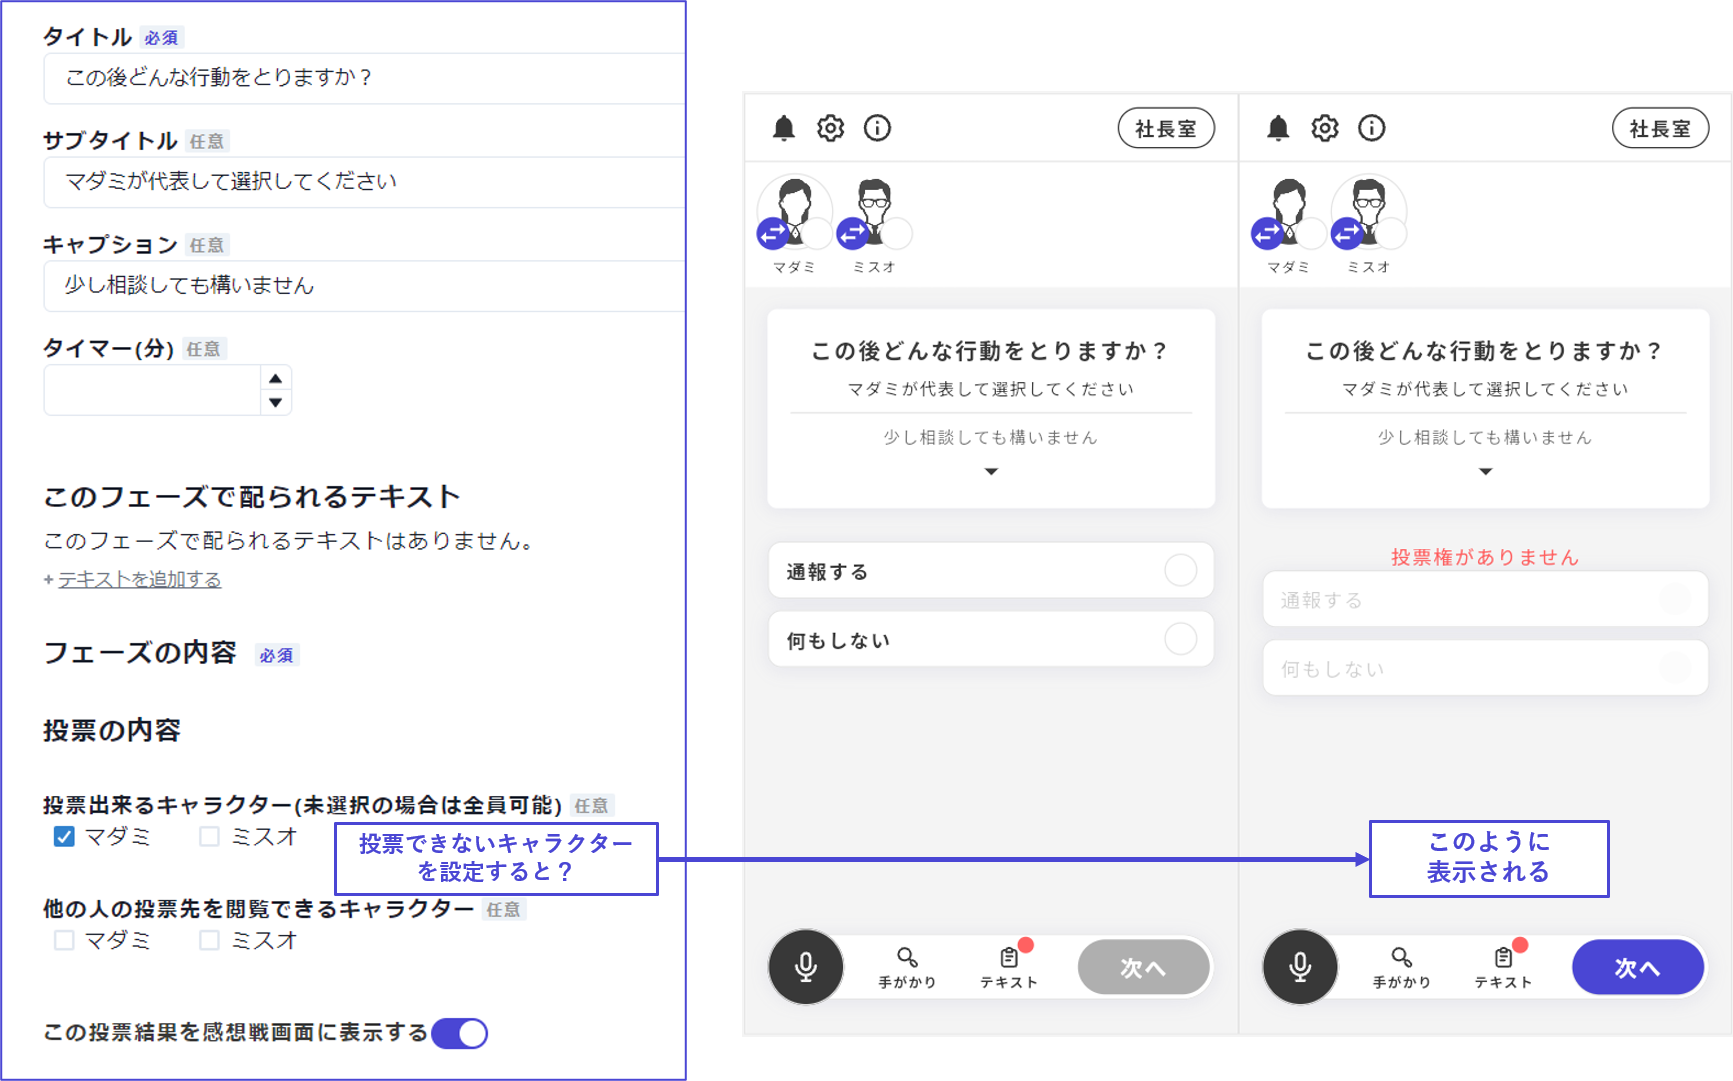 タイトル 必須
この後どんな行動をとりますか？
サブタイトル 任意
マダミが代表して選択してください
キャプション 任意
少し相談しても構いません
タイマー(分) 任意
このフェーズで配られるテキスト
このフェーズで配られるテキストはありません。
+ テキストを追加する
フェーズの内容 必須
投票の内容
投票出来るキャラクター(未選択の場合は全員可能) 任意
マダミ ミスオ
投票できないキャラクター
を設定すると？
他の人の投票先を閲覧できるキャラクター 任意
マダミ ミスオ
この投票結果を感想戦画面に表示する
社長室
マダミ ミスオ
この後どんな行動をとりますか？
マダミが代表して選択してください
少し相談しても構いません
通報する
何もしない
手がかり テキスト 次へ
社長室
マダミ ミスオ
この後どんな行動をとりますか？
マダミが代表して選択してください
少し相談しても構いません
投票権がありません
通報する
何もしない
このように
表示される
手がかり テキスト 次へ